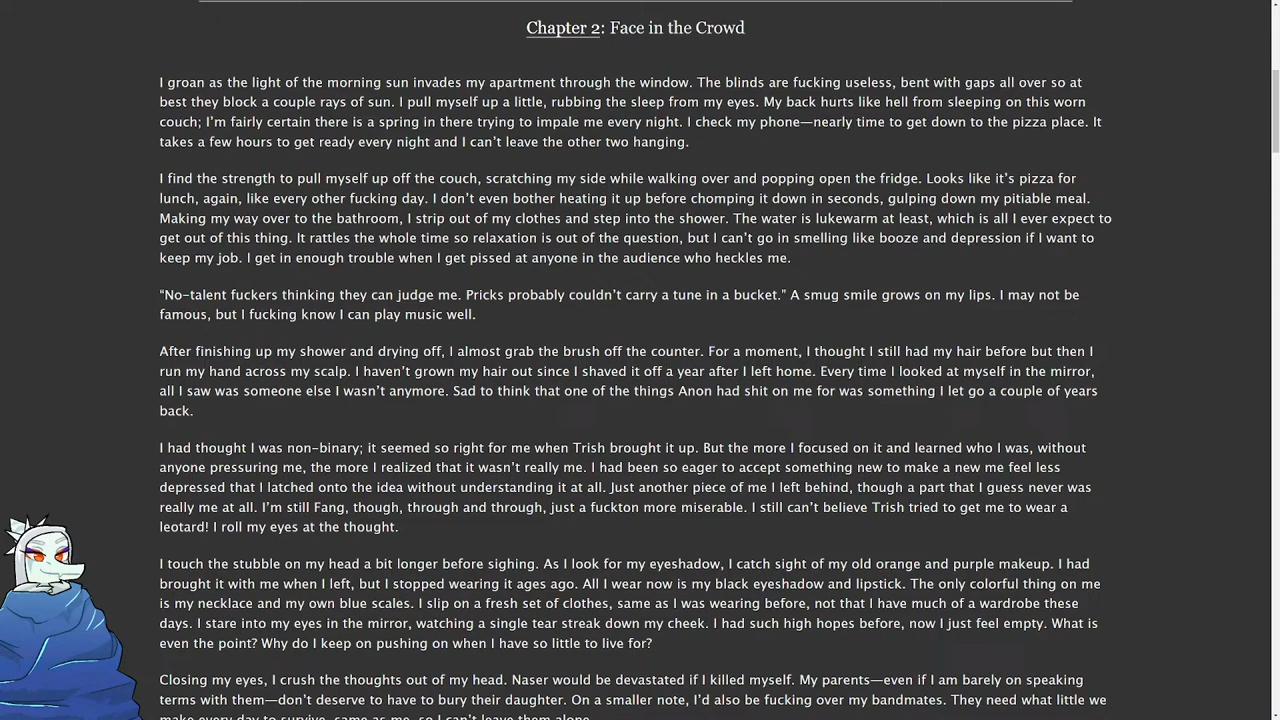 Chapter 2: Face in the Crowd
I groan as the light of the morning sun invades my apartment through the window. The blinds are fucking useless, bent with gaps all over so at
best they block a couple rays of sun. I pull myself up a little, rubbing the sleep from my eyes. My back hurts like hell from sleeping on this worn
couch; I’m fairly certain there is a spring in there trying to impale me every night. I check my phone—nearly time to get down to the pizza place. It
takes a few hours to get ready every night and I can’t leave the other two hanging.
I find the strength to pull myself up off the couch, scratching my side while walking over and popping open the fridge. Looks like it’s pizza for
lunch, again, like every other fucking day. I don’t even bother heating it up before chomping it down in seconds, gulping down my pitiable meal.
Making my way over to the bathroom, I strip out of my clothes and step into the shower. The water is lukewarm at least, which is all I ever expect to
get out of this thing. It rattles the whole time so relaxation is out of the question, but I can’t go in smelling like booze and depression if I want to
keep my job. I get in enough trouble when I get pissed at anyone in the audience who heckles me.
“No-talent fuckers thinking they can judge me. Pricks probably couldn’t carry a tune in a bucket.” A smug smile grows on my lips. I may not be
famous, but I fucking know I can play music well.
After finishing up my shower and drying off, I almost grab the brush off the counter. For a moment, I thought I still had my hair before but then I
run my hand across my scalp. I haven’t grown my hair out since I shaved it off a year after I left home. Every time I looked at myself in the mirror,
all I saw was someone else I wasn’t anymore. Sad to think that one of the things Anon had shit on me for was something I let go a couple of years
back.
I had thought I was non-binary; it seemed so right for me when Trish brought it up. But the more I focused on it and learned who I was, without
anyone pressuring me, the more I realized that it wasn’t really me. I had been so eager to accept something new to make a new me feel less
depressed that I latched onto the idea without understanding it at all. Just another piece of me I left behind, though a part that I guess never was
really me at all. I’m still Fang, though, through and through, just a fuckton more miserable. I still can’t believe Trish tried to get me to wear a
leotard! I roll my eyes at the thought.
I touch the stubble on my head a bit longer before sighing. As I look for my eyeshadow, I catch sight of my old orange and purple makeup. I had
brought it with me when I left, but I stopped wearing it ages ago. All I wear now is my black eyeshadow and lipstick. The only colorful thing on me
is my necklace and my own blue scales. I slip on a fresh set of clothes, same as I was wearing before, not that I have much of a wardrobe these
days. I stare into my eyes in the mirror, watching a single tear streak down my cheek. I had such high hopes before, now I just feel empty. What is
even the point? Why do I keep on pushing on when I have so little to live for?
Closing my eyes, I crush the thoughts out of my head. Naser would be devastated if I killed myself. My parents—even if I am barely on speaking
terms with them—don’t deserve to have to bury their daughter. On a smaller note, I’d also be fucking over my bandmates. They need what little we
make every day to survive, same as me, so I can’t leave them alone.